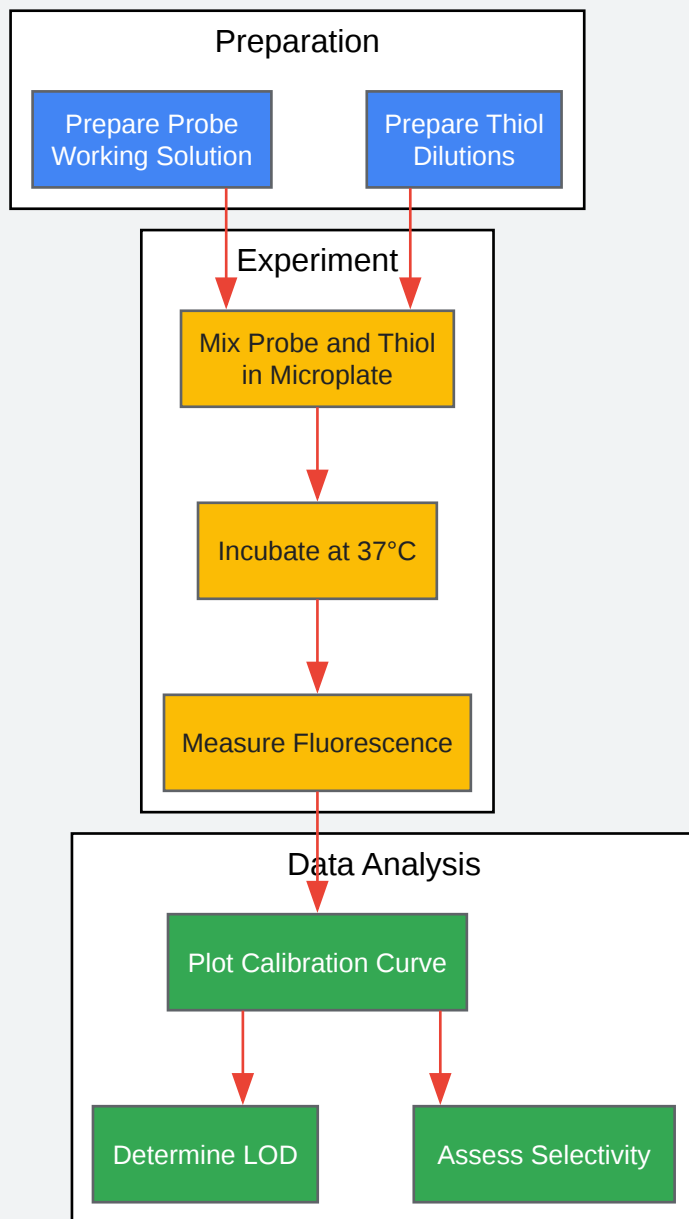 Preparation
Prepare Probe
Working Solution
Prepare Thiol
Dilutions
Experiment
Mix Probe and Thiol
in Microplate
Incubate at 37°C
Measure Fluorescence
Data Analysis
Plot Calibration Curve
Determine LOD
Assess Selectivity